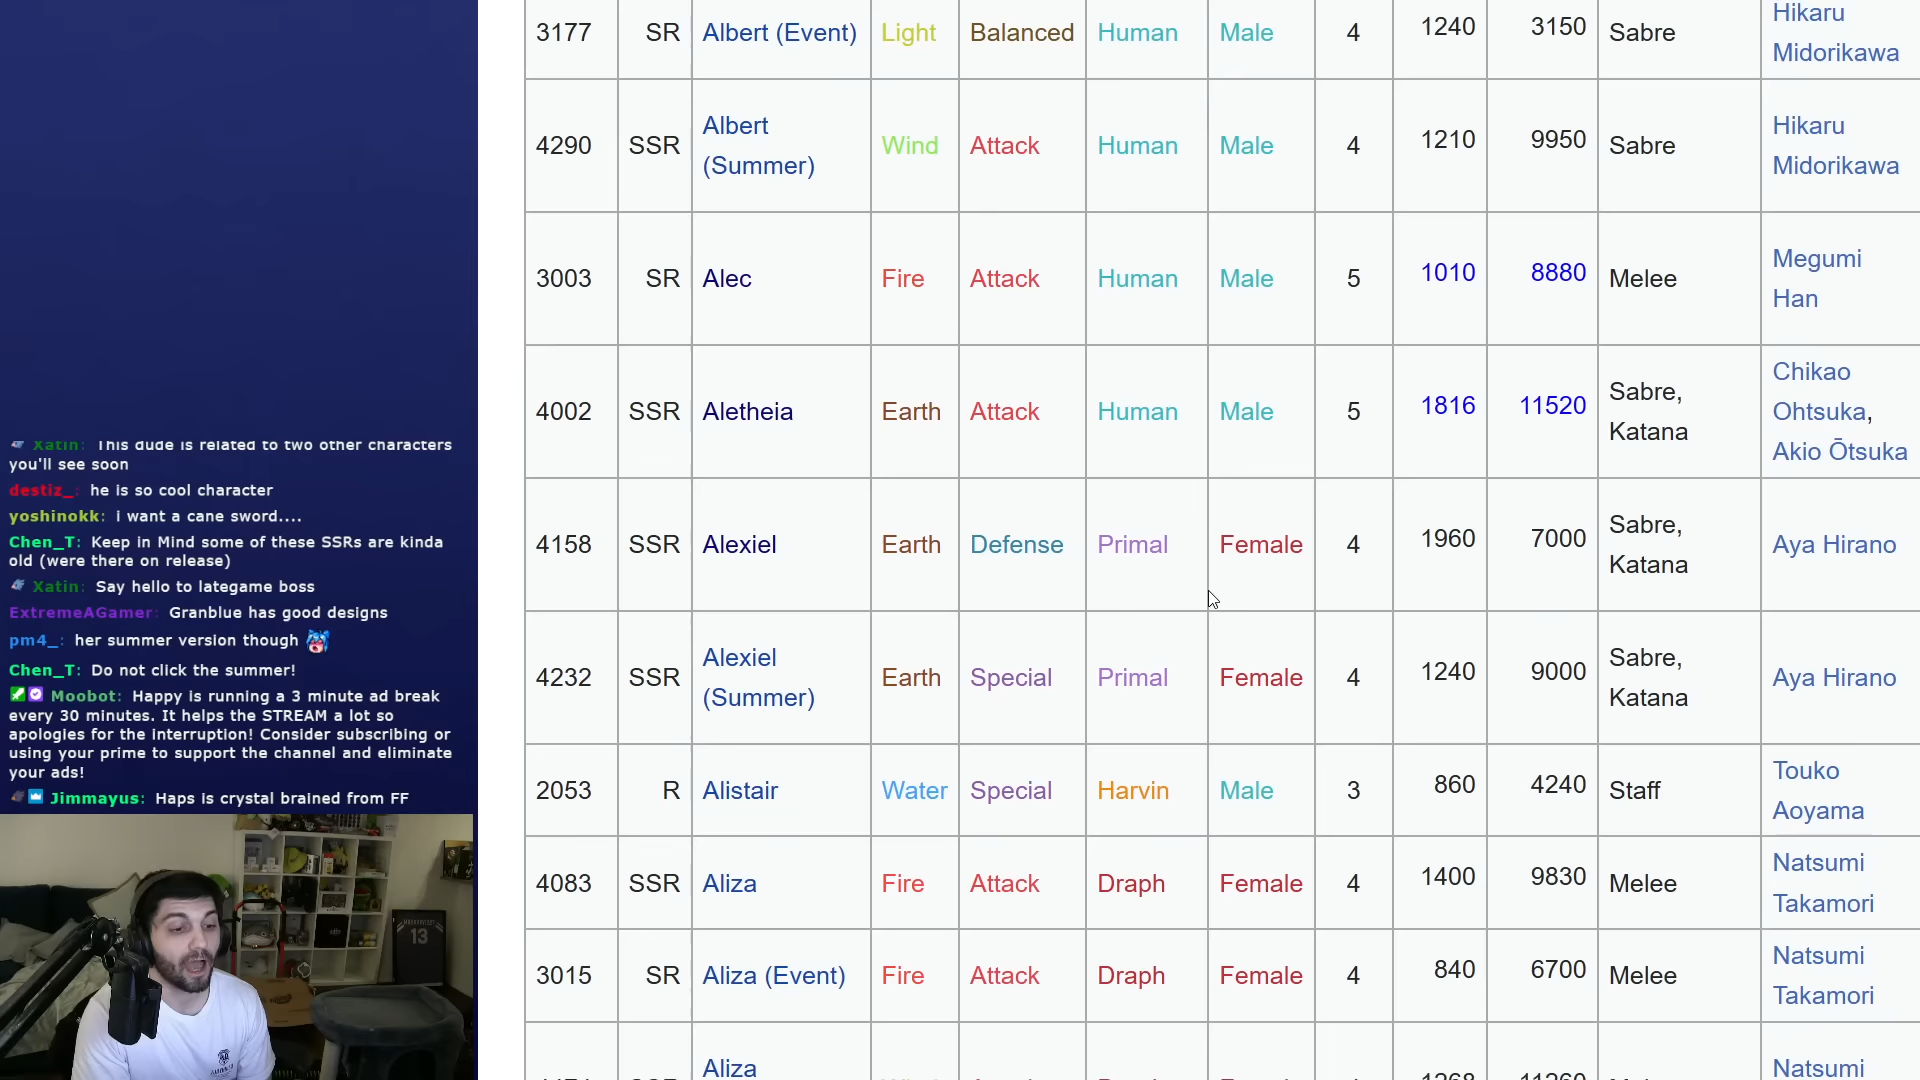 Xatin: This dude is related to two other characters
you'll see soon
destiz_: he is so cool character
yoshinokk: i want a cane sword....
Chen_T: Keep in Mind some of these SSRs are kinda
old (were there on release)
Xatin: Say hello to lategame boss
ExtremeAGamer: Granblue has good designs
pm4_: her summer version though
Chen_T: Do not click the summer!
Moobot: Happy is running a 3 minute ad break
every 30 minutes. It helps the STREAM a lot so
apologies for the interruption! Consider subscribing or
using your prime to support the channel and eliminate
your ads!
Jimmayus: Haps is crystal brained from FF
13
3177 SR Albert (Event) Light Balanced Human Male 4 1240 3150 Sabre Hikaru
Midorikawa
4290 SSR Albert
(Summer) Wind Attack Human Male 4 1210 9950 Sabre Hikaru
Midorikawa
3003 SR Alec Fire Attack Human Male 5 1010 8880 Melee Megumi
Han
4002 SSR Aletheia Earth Attack Human Male 5 1816 11520 Sabre,
Katana Chikao
Ohtsuka,
Akio Ōtsuka
4158 SSR Alexiel Earth Defense Primal Female 4 1960 7000 Sabre,
Katana Aya Hirano
4232 SSR Alexiel
(Summer) Earth Special Primal Female 4 1240 9000 Sabre,
Katana Aya Hirano
2053 R Alistair Water Special Harvin Male 3 860 4240 Staff Touko
Aoyama
4083 SSR Aliza Fire Attack Draph Female 4 1400 9830 Melee Natsumi
Takamori
3015 SR Aliza (Event) Fire Attack Draph Female 4 840 6700 Melee Natsumi
Takamori
Aliza Natsumi